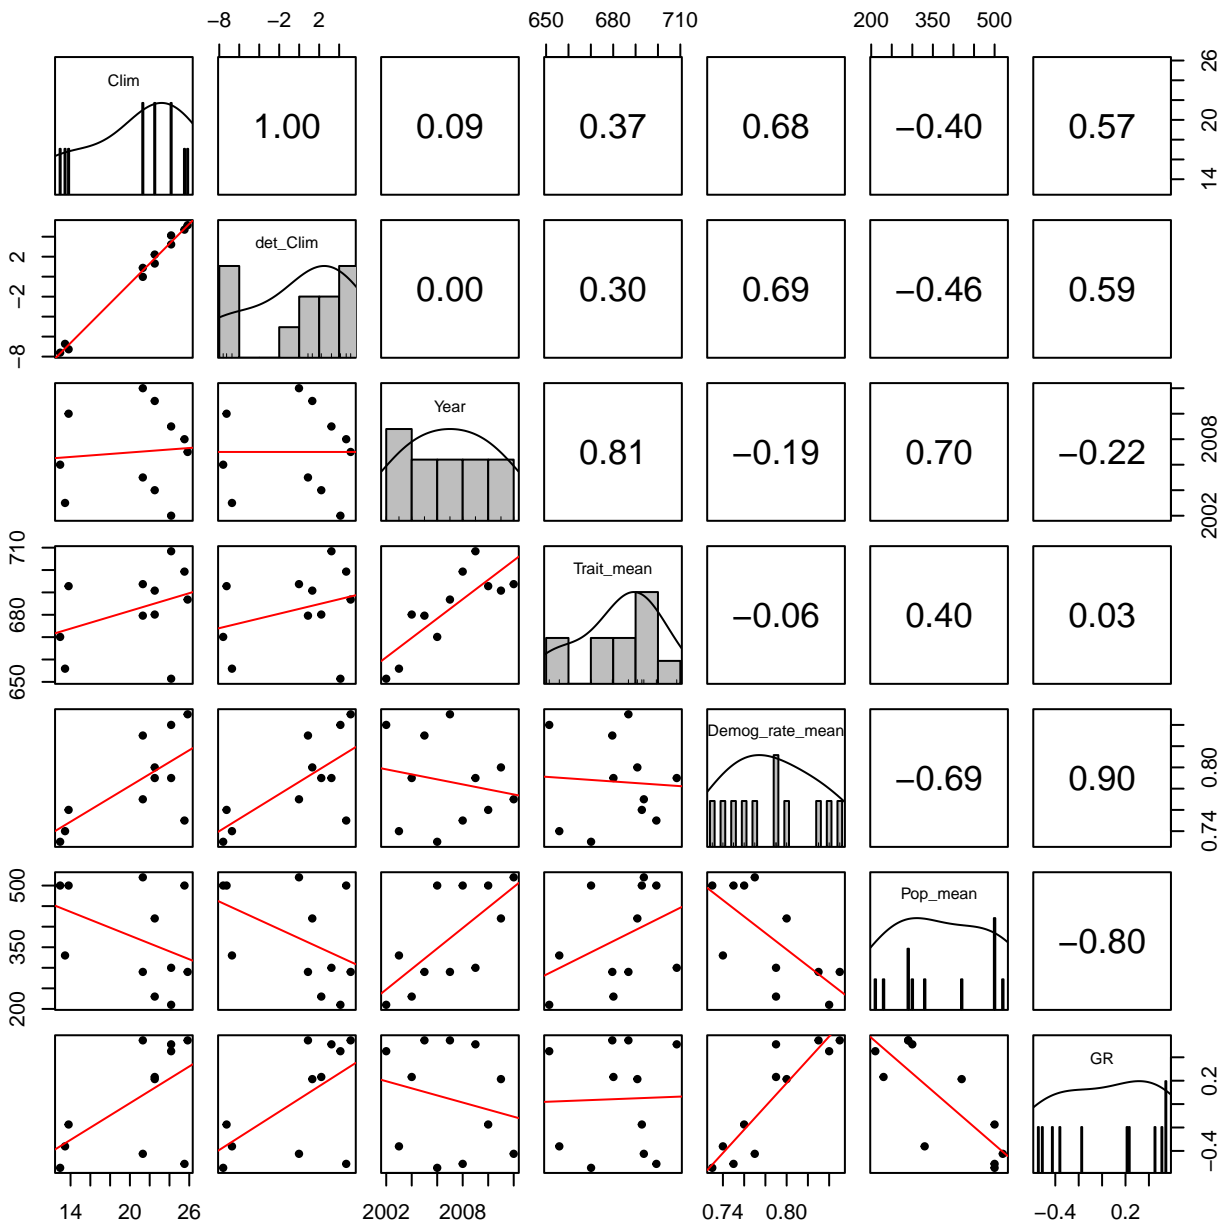 −8 −2 2 650 680 710 200 350 500
Clim
1.00 0.09 0.37 0.68 −0.40 0.57
14 20 26
−8 −2 2
det_Clim
0.00 0.30 0.69 −0.46 0.59
Year
0.81 −0.19 0.70 −0.22
2002 2008
650 680 710
Trait_mean
−0.06 0.40 0.03
Demog_rate_mean
−0.69 0.90
0.74 0.80
200 350 500
Pop_mean
−0.80
GR
−0.4 0.2
14 20 26 2002 2008 0.74 0.80 −0.4 0.2